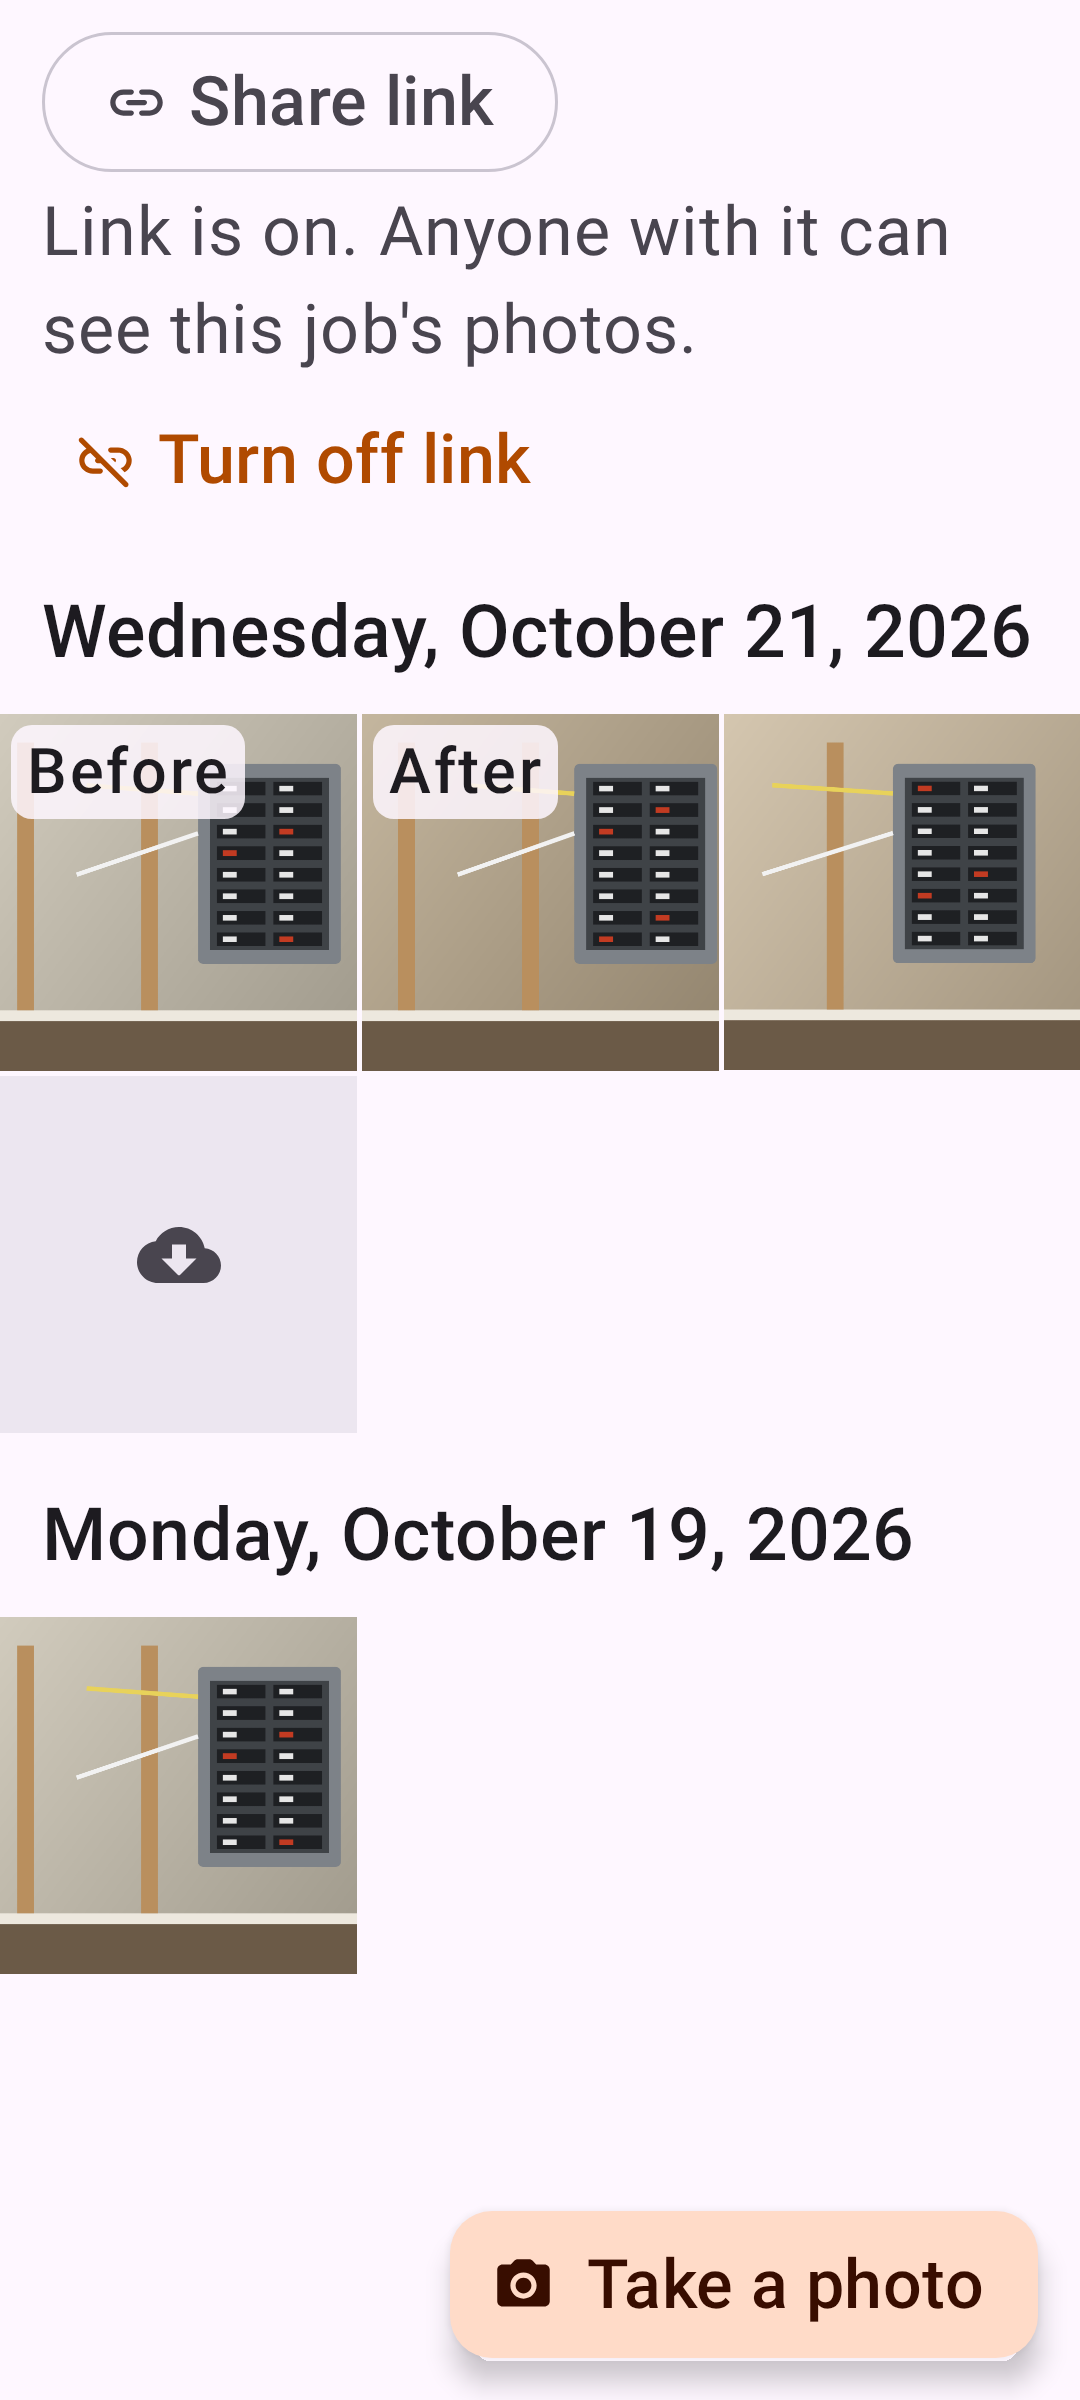 Share link
Link is on. Anyone with it can
see this job's photos.
Turn off link
Wednesday, October 21, 2026
Before
After
Monday, October 19, 2026
Take a photo